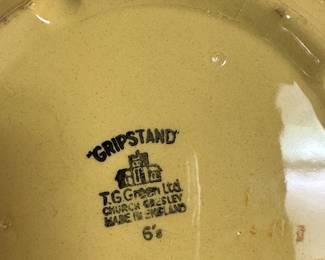 "GRIPSTAND"
T.G.Green Ltd.
CHURCH GRESLEY
MADE IN ENGLAND
6's